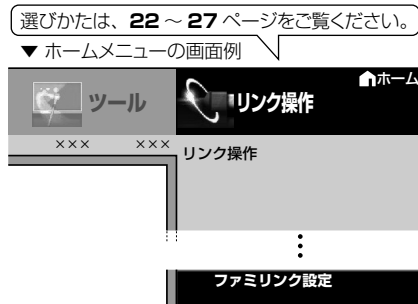 選びかたは、22～27ページをご覧ください。
▼ ホームメニューの画面例
ホーム
ツール
リンク操作
××× ×××
リンク操作
ファミリンク設定